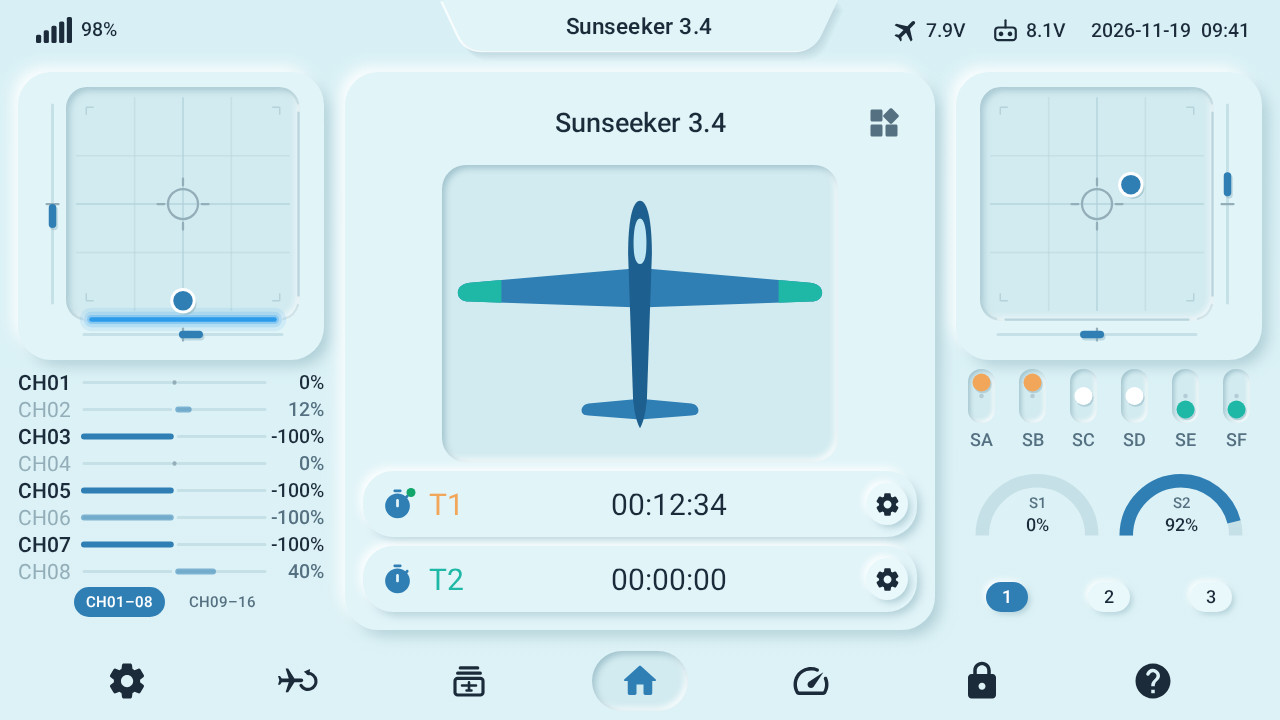 98%
Sunseeker 3.4
7.9V
8.1V
2026-11-19 09:41
Sunseeker 3.4
CH01 0%
CH02 12%
CH03 -100%
CH04 0%
CH05 -100%
CH06 -100%
CH07 -100%
CH08 40%
CH01–08
CH09–16
T1 00:12:34
T2 00:00:00
SA SB SC SD SE SF
S1
0%
S2
92%
1 2 3